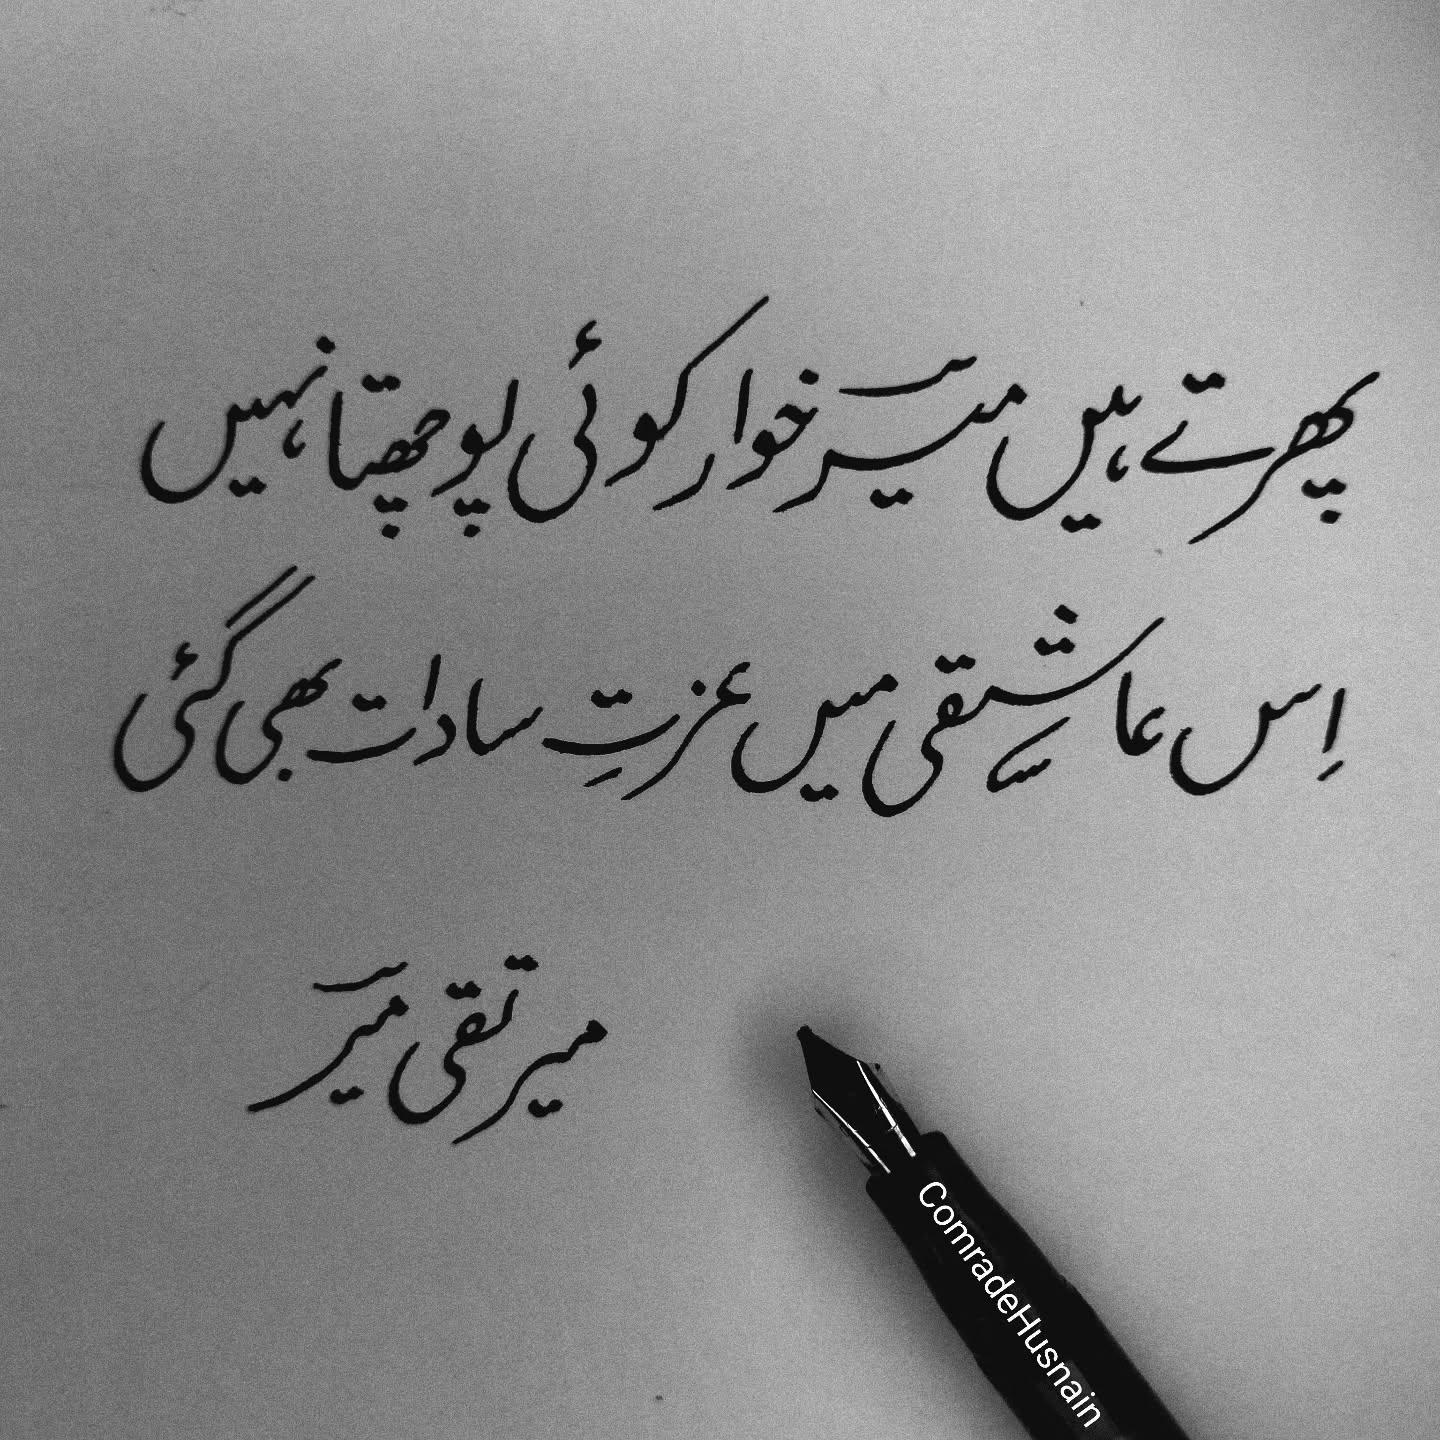 پھرتے ہیں میرؔ خوار کوئی پوچھتا نہیں
اِس عاشقی میں عزتِ سادات بھی گئی
میر تقی میرؔ
ComradeHusnain